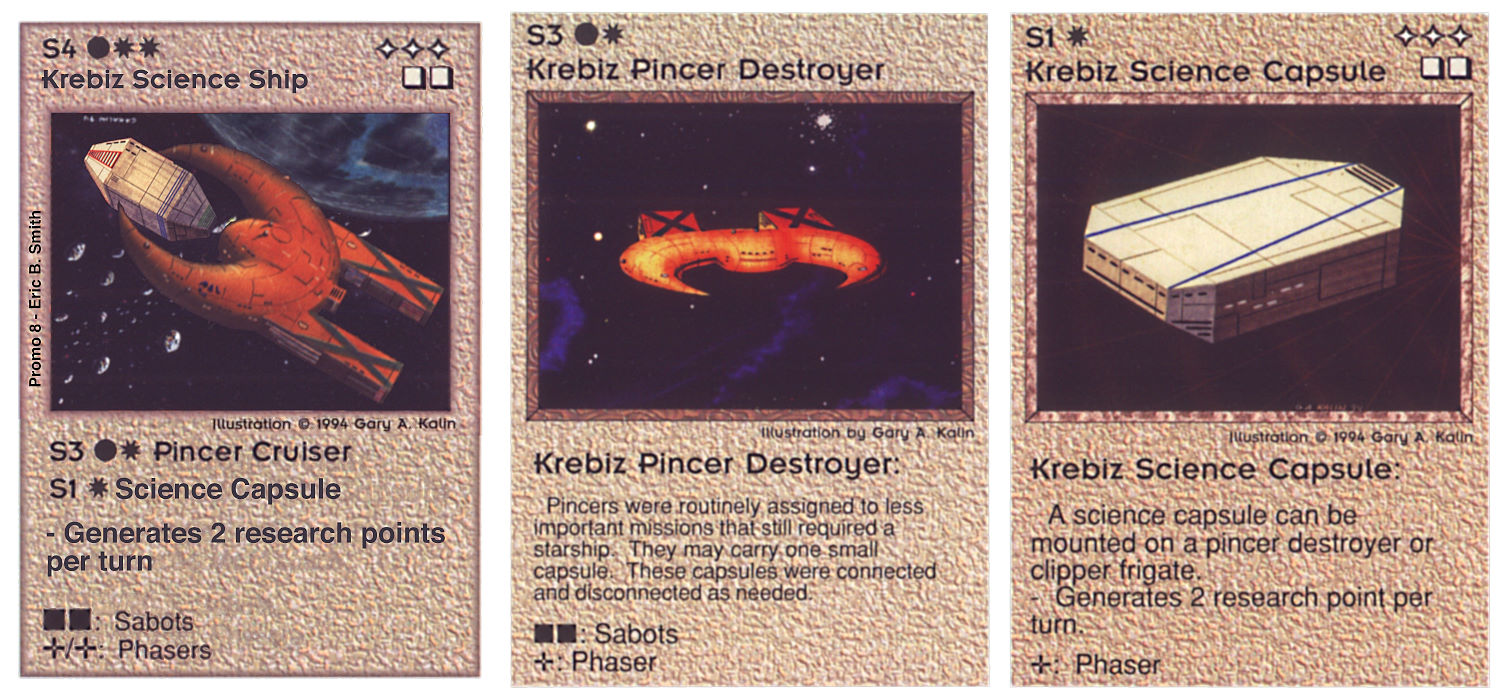 S4
Krebiz Science Ship
Promo 8 - Eric B. Smith
Illustration © 1994 Gary A. Kalin
S3 Pincer Cruiser
S1 Science Capsule
- Generates 2 research points
per turn
: Sabots
/ : Phasers
S3
Krebiz Pincer Destroyer
Illustration by Gary A. Kalin
Krebiz Pincer Destroyer:
Pincers were routinely assigned to less
important missions that still required a
starship. They may carry one small
capsule. These capsules were connected
and disconnected as needed.
: Sabots
: Phaser
S1
Krebiz Science Capsule
Illustration © 1994 Gary A. Kalin
Krebiz Science Capsule:
A science capsule can be
mounted on a pincer destroyer or
clipper frigate.
- Generates 2 research point per
turn.
: Phaser